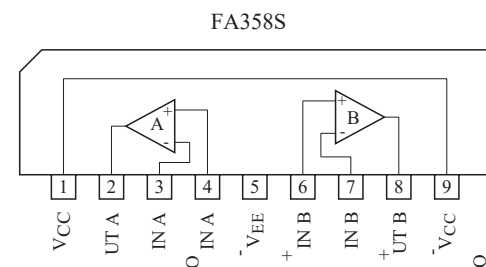 FA358S
A
+
-
B
+
-
1 2 3 4 5 6 7 8 9
VCC
UT A
IN A
O
IN A
- VEE
+ IN B
IN B
+ UT B
- VCC
O